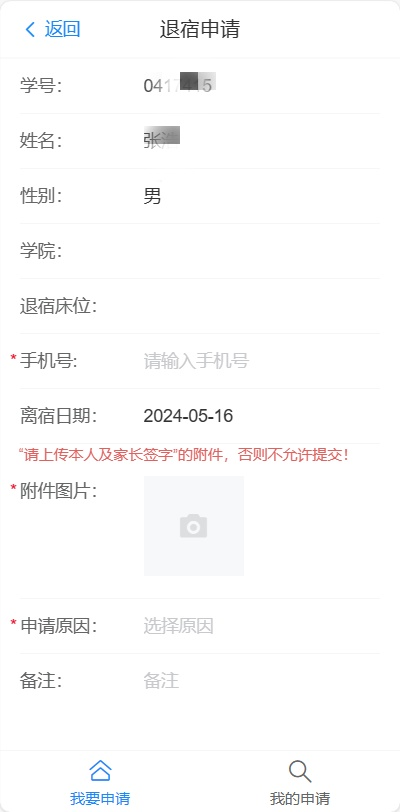 返回
退宿申请
学号：
姓名：
性别： 男
学院：
退宿床位：
*手机号: 请输入手机号
离宿日期： 2024-05-16
“请上传本人及家长签字”的附件，否则不允许提交！
*附件图片：
*申请原因： 选择原因
备注： 备注
我要申请 我的申请